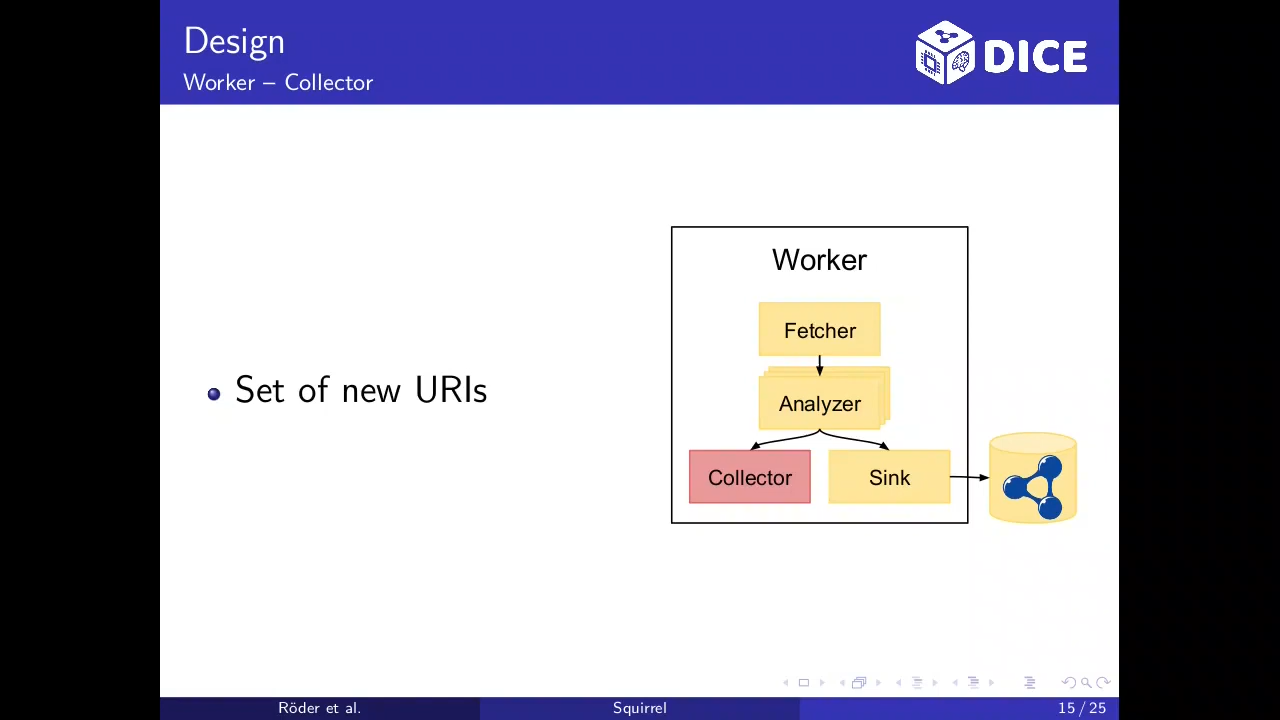 Design
Worker – Collector
DICE
Set of new URIs
Worker
Fetcher
Analyzer
Collector
Sink
Röder et al.
Squirrel
15 / 25